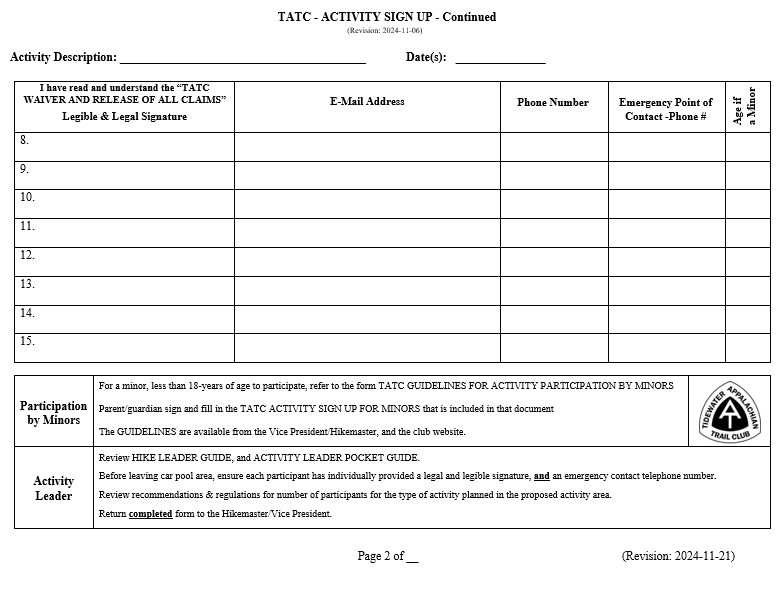 TATC - ACTIVITY SIGN UP - Continued
(Revision: 2024-11-06)
Activity Description: ____________________ Date(s): ____________
I have read and understand the “TATC
WAIVER AND RELEASE OF ALL CLAIMS”
Legible & Legal Signature
E-Mail Address
Phone Number
Emergency Point of
Contact -Phone #
Age if
a Minor
8.
9.
10.
11.
12.
13.
14.
15.
Participation
by Minors
For a minor, less than 18-years of age to participate, refer to the form TATC GUIDELINES FOR ACTIVITY PARTICIPATION BY MINORS
Parent/guardian sign and fill in the TATC ACTIVITY SIGN UP FOR MINORS that is included in that document
The GUIDELINES are available from the Vice President/Hikemaster, and the club website.
TIDEWATER APPALACHIAN
TRAIL CLUB
Activity
Leader
Review HIKE LEADER GUIDE, and ACTIVITY LEADER POCKET GUIDE.
Before leaving car pool area, ensure each participant has individually provided a legal and legible signature, and an emergency contact telephone number.
Review recommendations & regulations for number of participants for the type of activity planned in the proposed activity area.
Return completed form to the Hikemaster/Vice President.
Page 2 of __ (Revision: 2024-11-21)